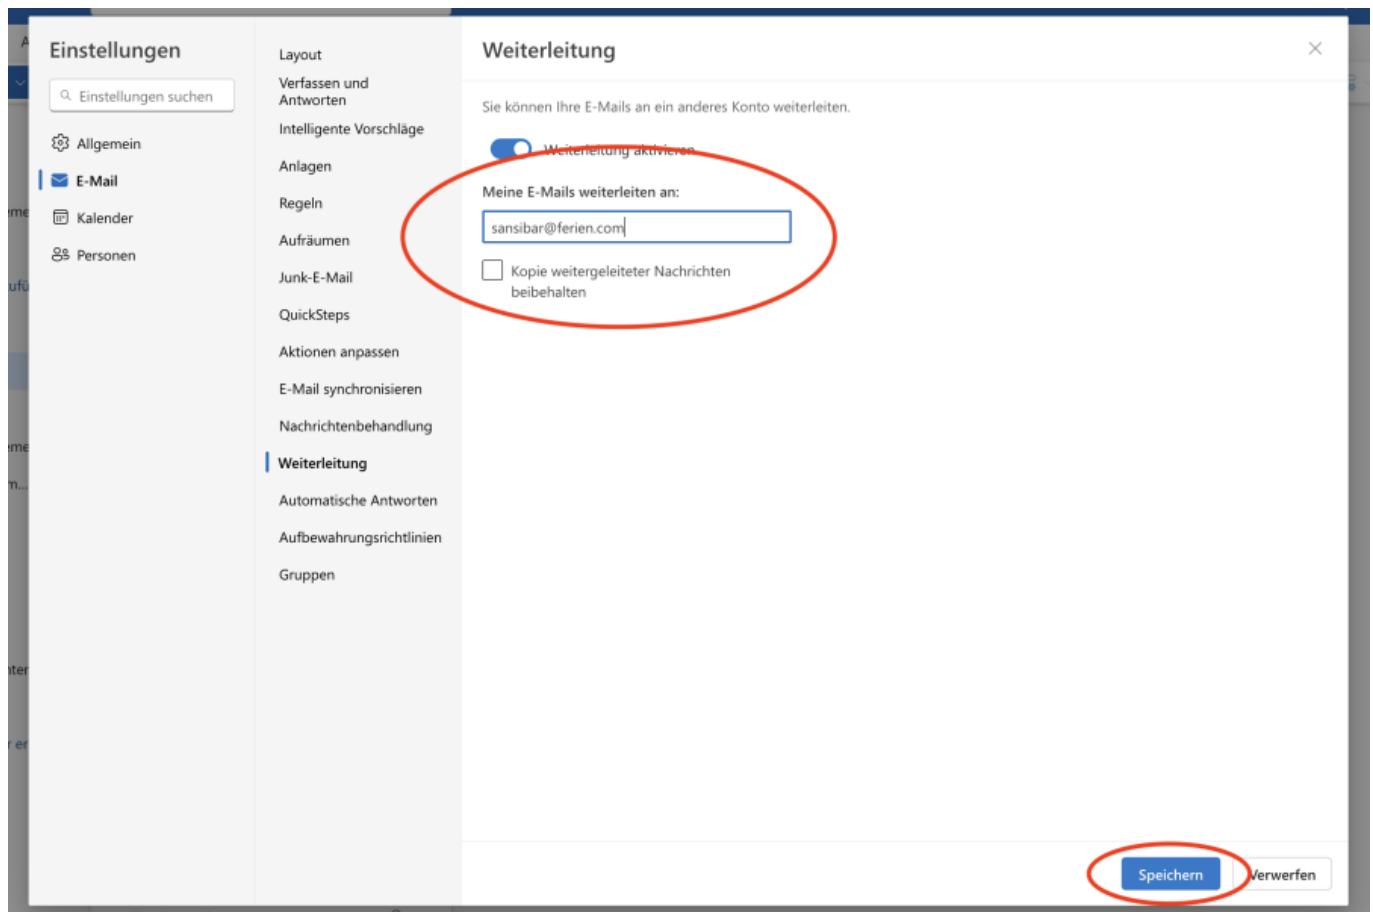 Einstellungen
Einstellungen suchen
Allgemein
E-Mail
Kalender
Personen
Layout
Verfassen und
Antworten
Intelligente Vorschläge
Anlagen
Regeln
Aufräumen
Junk-E-Mail
QuickSteps
Aktionen anpassen
E-Mail synchronisieren
Nachrichtenbehandlung
Weiterleitung
Automatische Antworten
Aufbewahrungsrichtlinien
Gruppen
Weiterleitung
Sie können Ihre E-Mails an ein anderes Konto weiterleiten.
Weiterleitung aktivieren
Meine E-Mails weiterleiten an:
sansibar@ferien.com
Kopie weitergeleiteter Nachrichten
beibehalten
Speichern
Verwerfen